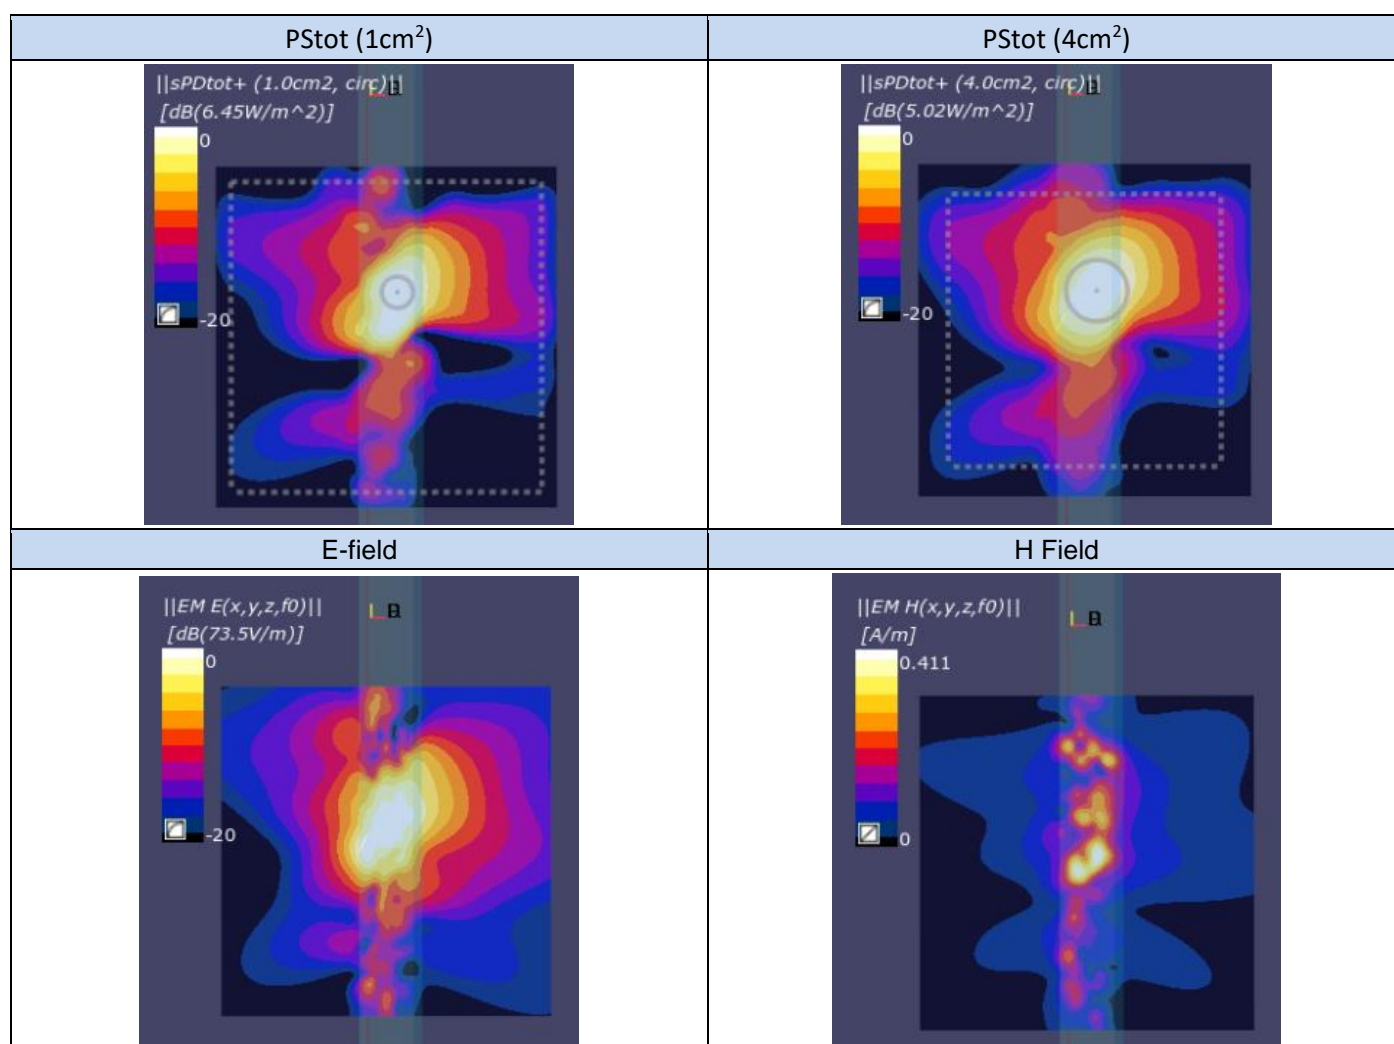 PStot (1cm²)
PStot (4cm²)
||sPDtot+ (1.0cm2, circ)||
[dB(6.45W/m^2)]
0
-20
||sPDtot+ (4.0cm2, circ)||
[dB(5.02W/m^2)]
0
-20
E-field
H Field
||EM E(x,y,z,f0)||
[dB(73.5V/m)]
0
-20
||EM H(x,y,z,f0)||
[A/m]
0.411
0